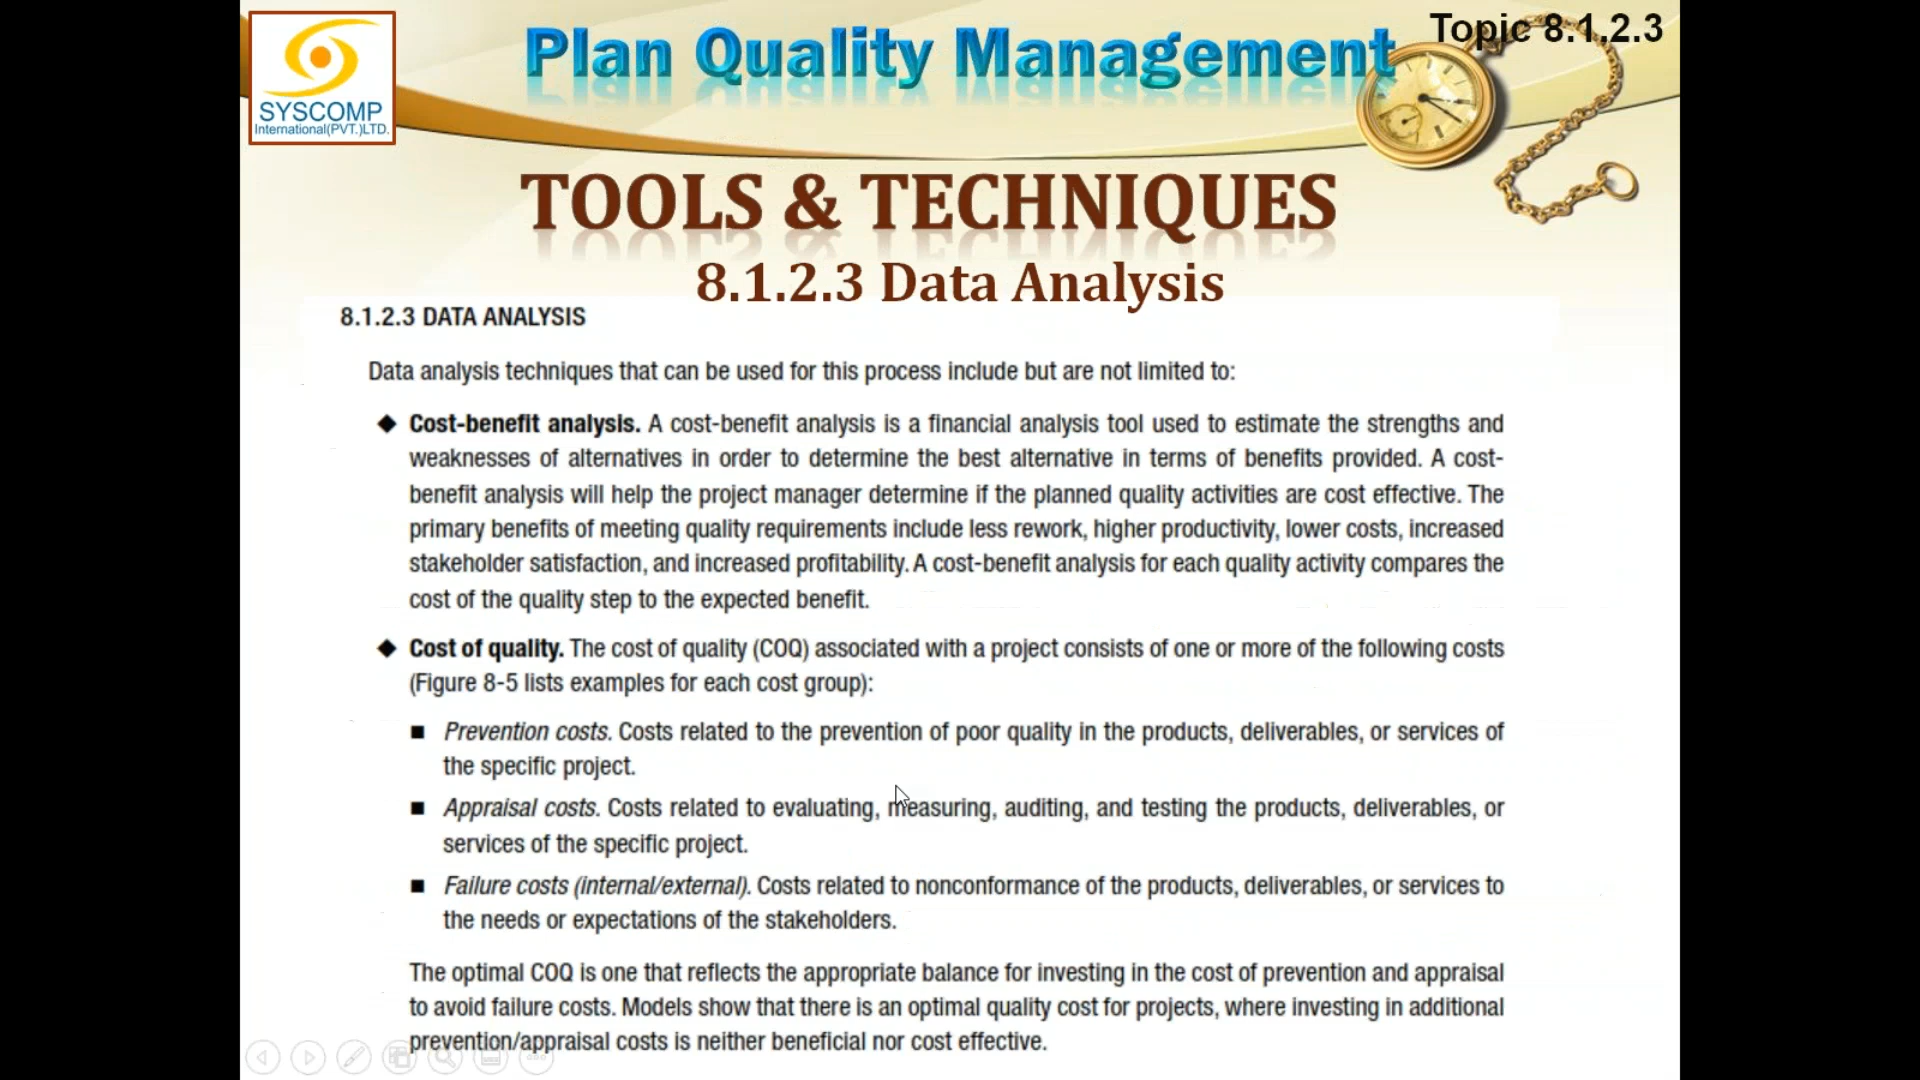 SYSCOMP
International(PVT.)LTD.
Plan Quality Management
Topic 8.1.2.3
TOOLS & TECHNIQUES
8.1.2.3 Data Analysis
8.1.2.3 DATA ANALYSIS
Data analysis techniques that can be used for this process include but are not limited to:
◆ Cost-benefit analysis. A cost-benefit analysis is a financial analysis tool used to estimate the strengths and
weaknesses of alternatives in order to determine the best alternative in terms of benefits provided. A cost-
benefit analysis will help the project manager determine if the planned quality activities are cost effective. The
primary benefits of meeting quality requirements include less rework, higher productivity, lower costs, increased
stakeholder satisfaction, and increased profitability. A cost-benefit analysis for each quality activity compares the
cost of the quality step to the expected benefit.
◆ Cost of quality. The cost of quality (COQ) associated with a project consists of one or more of the following costs
(Figure 8-5 lists examples for each cost group):
■ Prevention costs. Costs related to the prevention of poor quality in the products, deliverables, or services of
the specific project.
■ Appraisal costs. Costs related to evaluating, measuring, auditing, and testing the products, deliverables, or
services of the specific project.
■ Failure costs (internal/external). Costs related to nonconformance of the products, deliverables, or services to
the needs or expectations of the stakeholders.
The optimal COQ is one that reflects the appropriate balance for investing in the cost of prevention and appraisal
to avoid failure costs. Models show that there is an optimal quality cost for projects, where investing in additional
prevention/appraisal costs is neither beneficial nor cost effective.